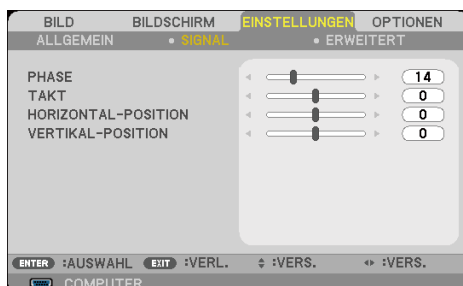 BILD BILDSCHIRM EINSTELLUNGEN OPTIONEN
ALLGEMEIN • SIGNAL • ERWEITERT
PHASE 14
TAKT 0
HORIZONTAL-POSITION 0
VERTIKAL-POSITION 0
ENTER :AUSWAHL EXIT :VERL. :VERS. :VERS.
COMPUTER